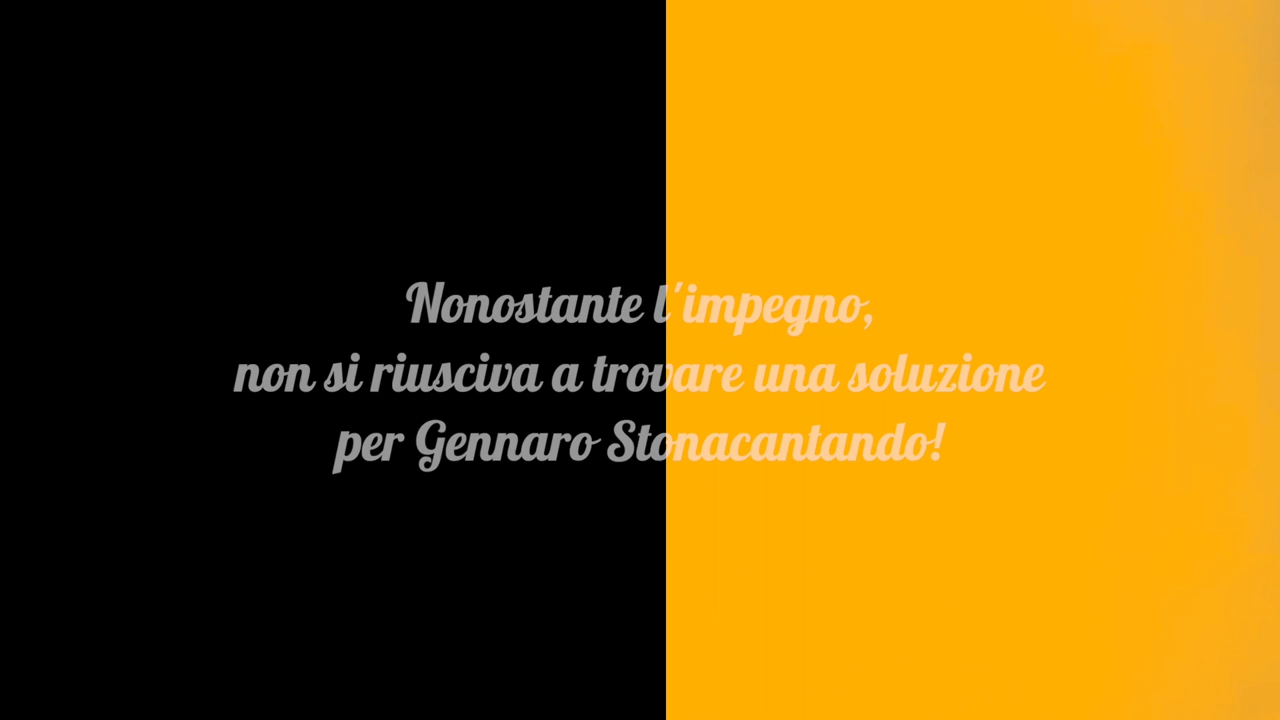 Nonostante l'impegno,
non si riusciva a trovare una soluzione
per Gennaro Stonacantando!